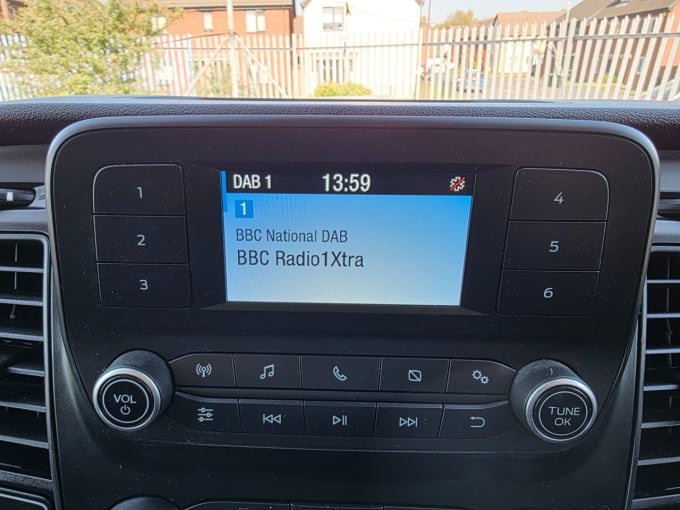 DAB 1 13:59
1
BBC National DAB
BBC Radio1Xtra
1
2
3
4
5
6
VOL
TUNE
OK